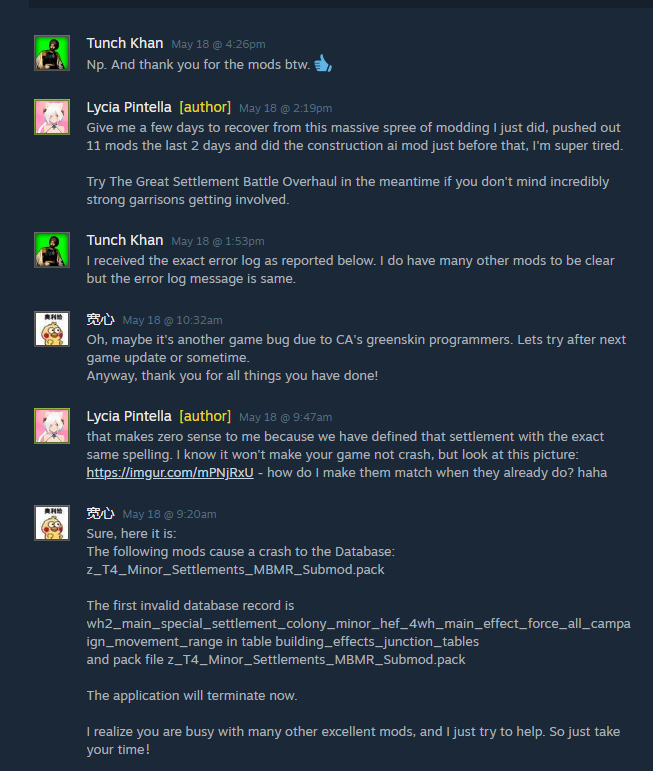 Tunch Khan May 18 @ 4:26pm
Np. And thank you for the mods btw.
Lycia Pintella [author] May 18 @ 2:19pm
Give me a few days to recover from this massive spree of modding I just did, pushed out
11 mods the last 2 days and did the construction ai mod just before that, I'm super tired.
Try The Great Settlement Battle Overhaul in the meantime if you don't mind incredibly
strong garrisons getting involved.
Tunch Khan May 18 @ 1:53pm
I received the exact error log as reported below. I do have many other mods to be clear
but the error log message is same.
奥利给
宽心 May 18 @ 10:32am
Oh, maybe it's another game bug due to CA's greenskin programmers. Lets try after next
game update or sometime.
Anyway, thank you for all things you have done!
Lycia Pintella [author] May 18 @ 9:47am
that makes zero sense to me because we have defined that settlement with the exact
same spelling. I know it won't make your game not crash, but look at this picture:
https://imgur.com/mPNjRxU - how do I make them match when they already do? haha
奥利给
宽心 May 18 @ 9:20am
Sure, here it is:
The following mods cause a crash to the Database:
z_T4_Minor_Settlements_MBMR_Submod.pack
The first invalid database record is
wh2_main_special_settlement_colony_minor_hef_4wh_main_effect_force_all_campa
ign_movement_range in table building_effects_junction_tables
and pack file z_T4_Minor_Settlements_MBMR_Submod.pack
The application will terminate now.
I realize you are busy with many other excellent mods, and I just try to help. So just take
your time！